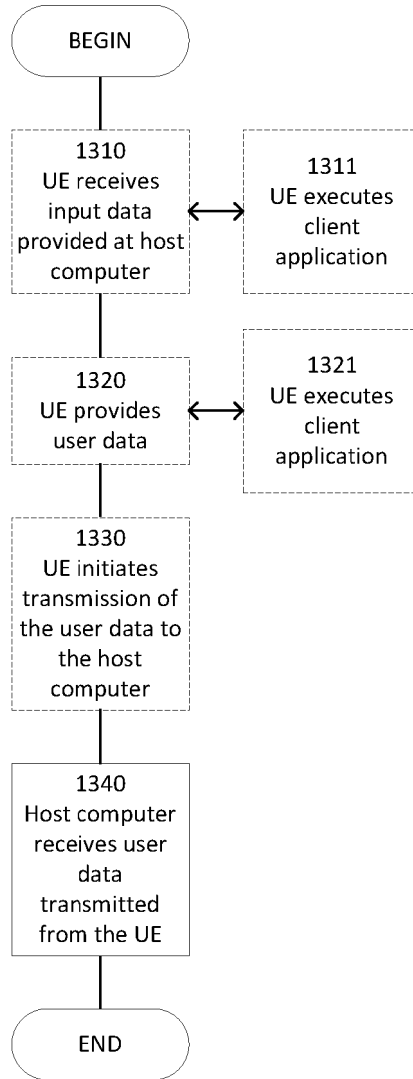 BEGIN
1310
UE receives
input data
provided at host
computer
1311
UE executes
client
application
1320
UE provides
user data
1321
UE executes
client
application
1330
UE initiates
transmission of
the user data to
the host
computer
1340
Host computer
receives user
data
transmitted
from the UE
END